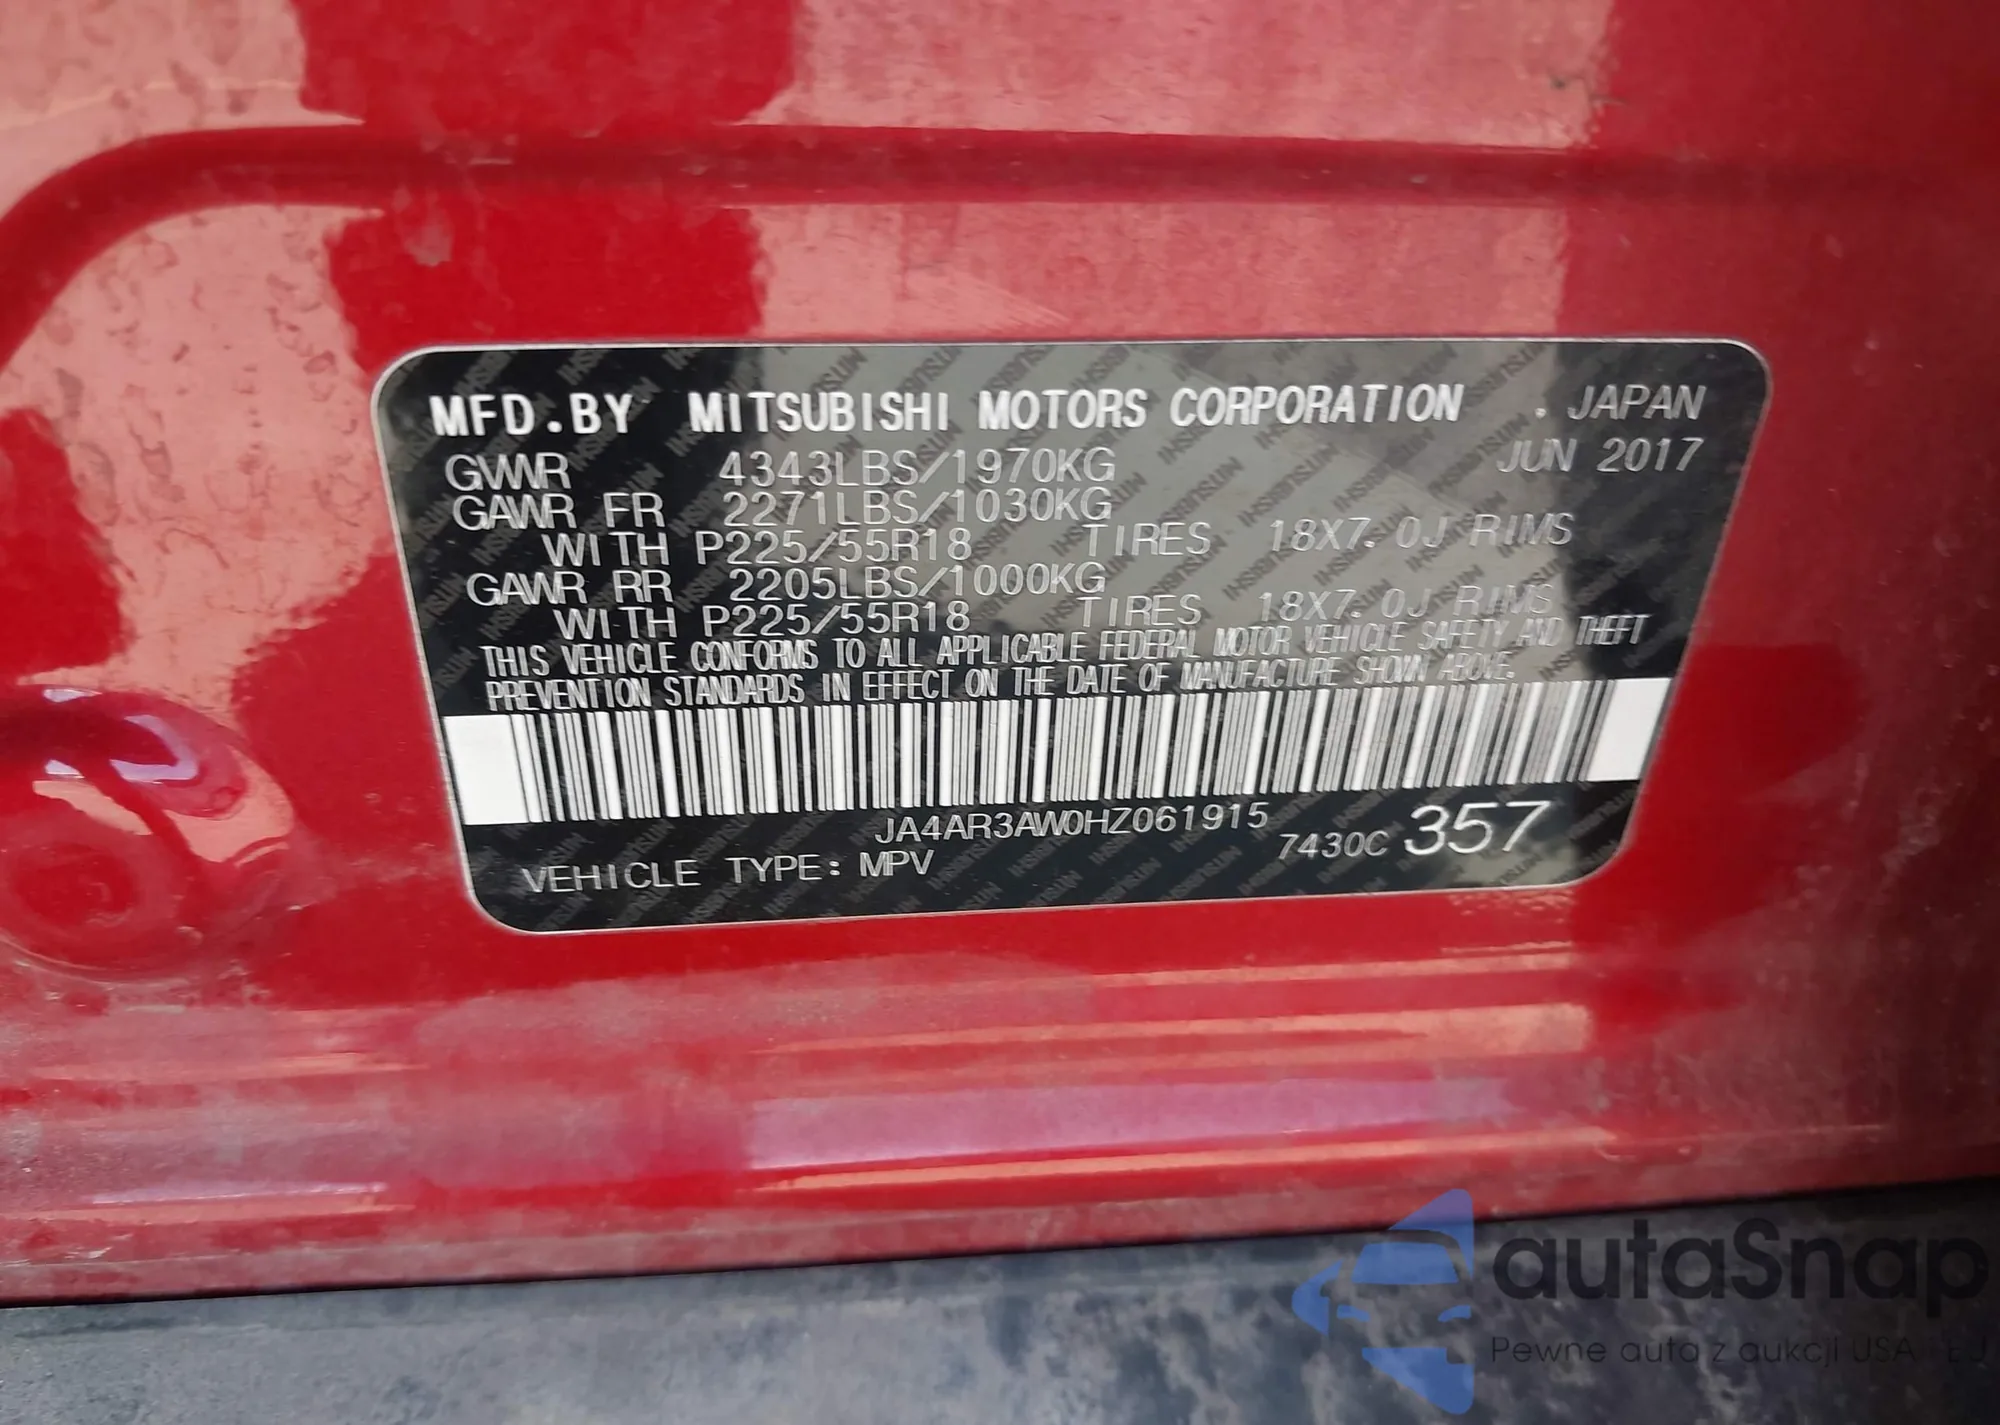 MFD.BY MITSUBISHI MOTORS CORPORATION . JAPAN
GVWR 4343LBS/1970KG JUN 2017
GAWR FR 2271LBS/1030KG
WITH P225/55R18 TIRES 18X7.0J RIMS
GAWR RR 2205LBS/1000KG
WITH P225/55R18 TIRES 18X7.0J RIMS
THIS VEHICLE CONFORMS TO ALL APPLICABLE FEDERAL MOTOR VEHICLE SAFETY AND THEFT
PREVENTION STANDARDS IN EFFECT ON THE DATE OF MANUFACTURE SHOWN ABOVE.
JA4AR3AW0HZ061915
7430C 357
VEHICLE TYPE: MPV
autaSnap
Pewne auta z aukcji USA i EU